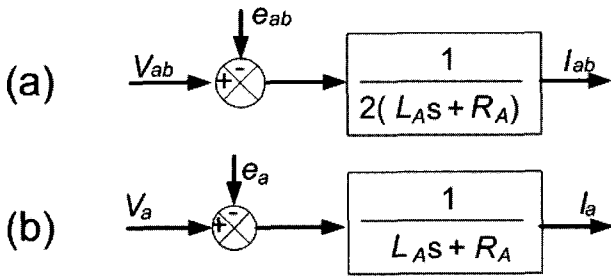 e_ab
(a) V_ab + - 1 I_ab
2( L_A s + R_A )
e_a
(b) V_a + - 1 I_a
L_A s + R_A